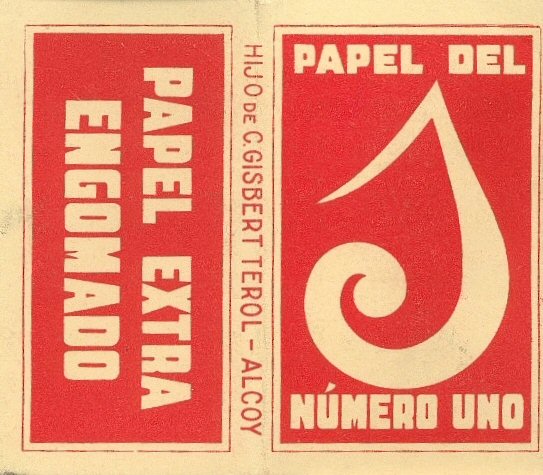 PAPEL EXTRA
ENGOMADO
HIJO DE C. GISBERT TEROL - ALCOY
PAPEL DEL
NÚMERO UNO